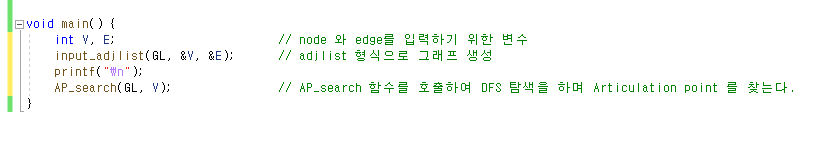 void main() {
int V, E; // node 와 edge를 입력하기 위한 변수
input_adjlist(GL, &V, &E); // adjlist 형식으로 그래프 생성
printf("₩n");
AP_search(GL, V); // AP_search 함수를 호출하여 DFS 탐색을 하며 Articulation point 를 찾는다.
}